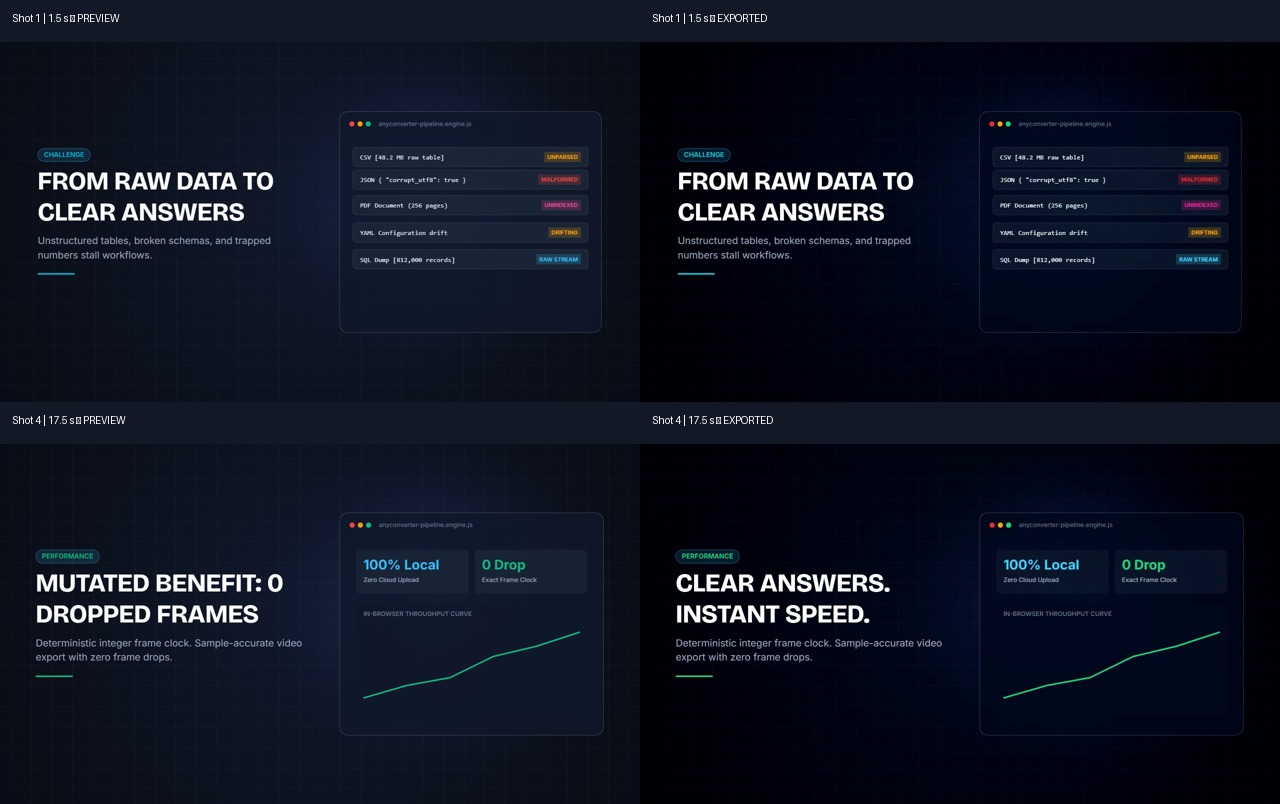 Shot 1 | 1.5 s PREVIEW
anyconverter-pipeline.engine.js
CHALLENGE
FROM RAW DATA TO
CLEAR ANSWERS
Unstructured tables, broken schemas, and trapped
numbers stall workflows.
CSV [48.2 MB raw table] UNPARSED
JSON { "corrupt_utf8": true } MALFORMED
PDF Document (256 pages) UNINDEXED
YAML Configuration drift DRIFTING
SQL Dump [812,000 records] RAW STREAM
Shot 1 | 1.5 s EXPORTED
anyconverter-pipeline.engine.js
CHALLENGE
FROM RAW DATA TO
CLEAR ANSWERS
Unstructured tables, broken schemas, and trapped
numbers stall workflows.
CSV [48.2 MB raw table] UNPARSED
JSON { "corrupt_utf8": true } MALFORMED
PDF Document (256 pages) UNINDEXED
YAML Configuration drift DRIFTING
SQL Dump [812,000 records] RAW STREAM
Shot 4 | 17.5 s PREVIEW
anyconverter-pipeline.engine.js
PERFORMANCE
MUTATED BENEFIT: 0
DROPPED FRAMES
Deterministic integer frame clock. Sample-accurate video
export with zero frame drops.
100% Local
Zero Cloud Upload
0 Drop
Exact Frame Clock
IN-BROWSER THROUGHPUT CURVE
Shot 4 | 17.5 s EXPORTED
anyconverter-pipeline.engine.js
PERFORMANCE
CLEAR ANSWERS.
INSTANT SPEED.
Deterministic integer frame clock. Sample-accurate video
export with zero frame drops.
100% Local
Zero Cloud Upload
0 Drop
Exact Frame Clock
IN-BROWSER THROUGHPUT CURVE